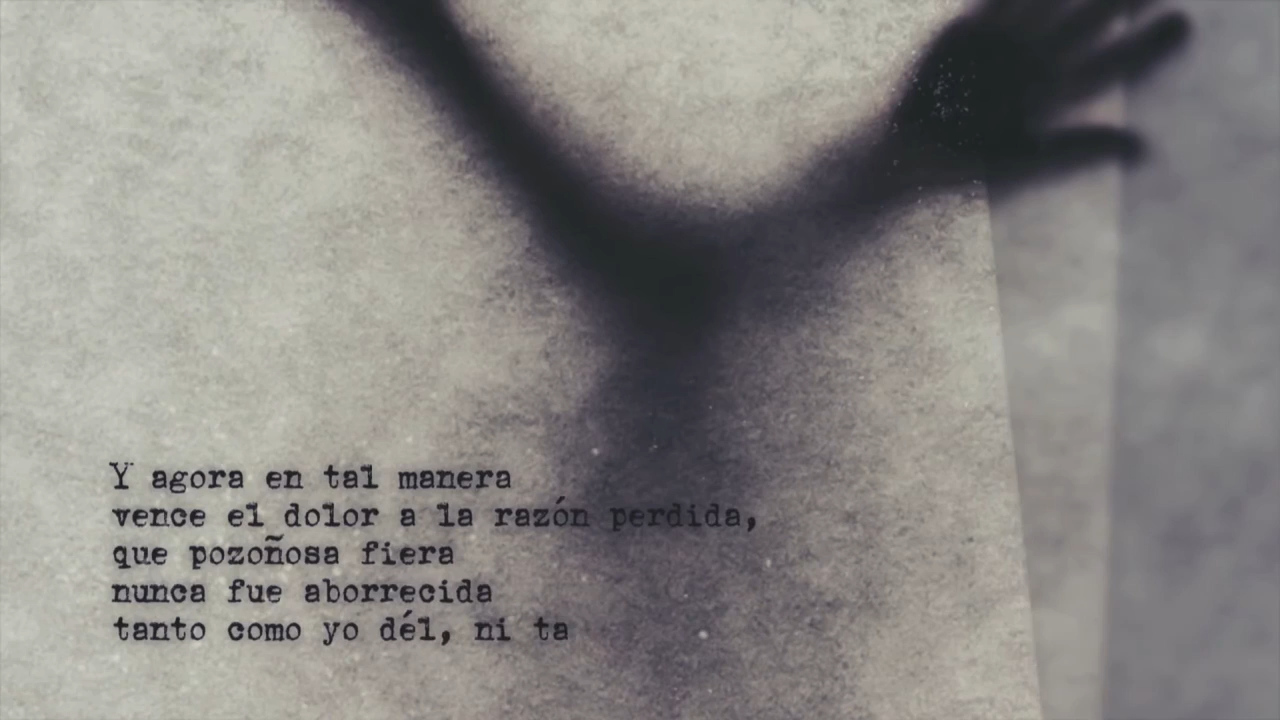 Y agora en tal manera
vence el dolor a la razón perdida,
que pozoñosa fiera
nunca fue aborrecida
tanto como yo dél, ni ta